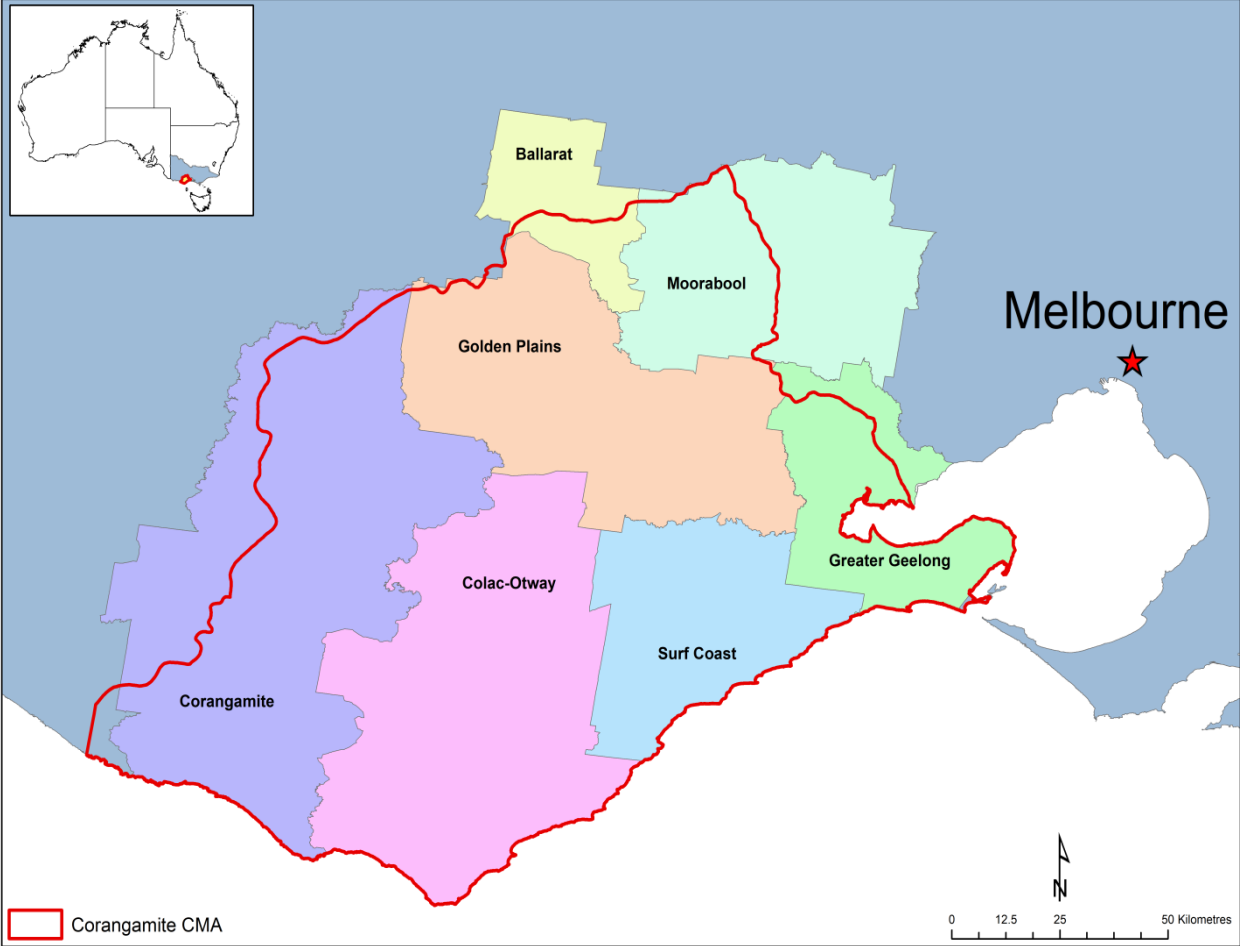 Ballarat
Moorabool
Melbourne
Golden Plains
Greater Geelong
Colac-Otway
Surf Coast
Corangamite
N
Corangamite CMA
0 12.5 25 50 Kilometres